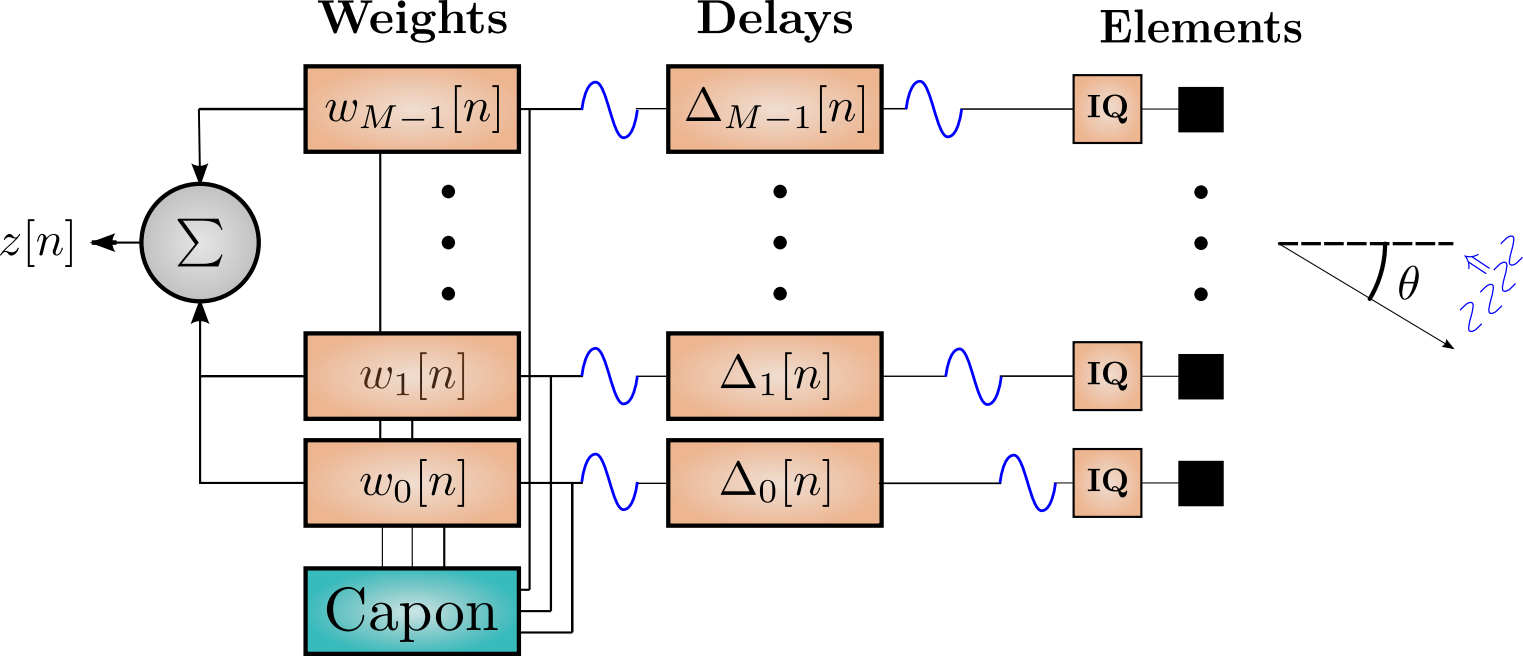 Weights Delays Elements
w_{M−1}[n] Δ_{M−1}[n] IQ
z[n] Σ θ
w_1[n] Δ_1[n] IQ
w_0[n] Δ_0[n] IQ
Capon